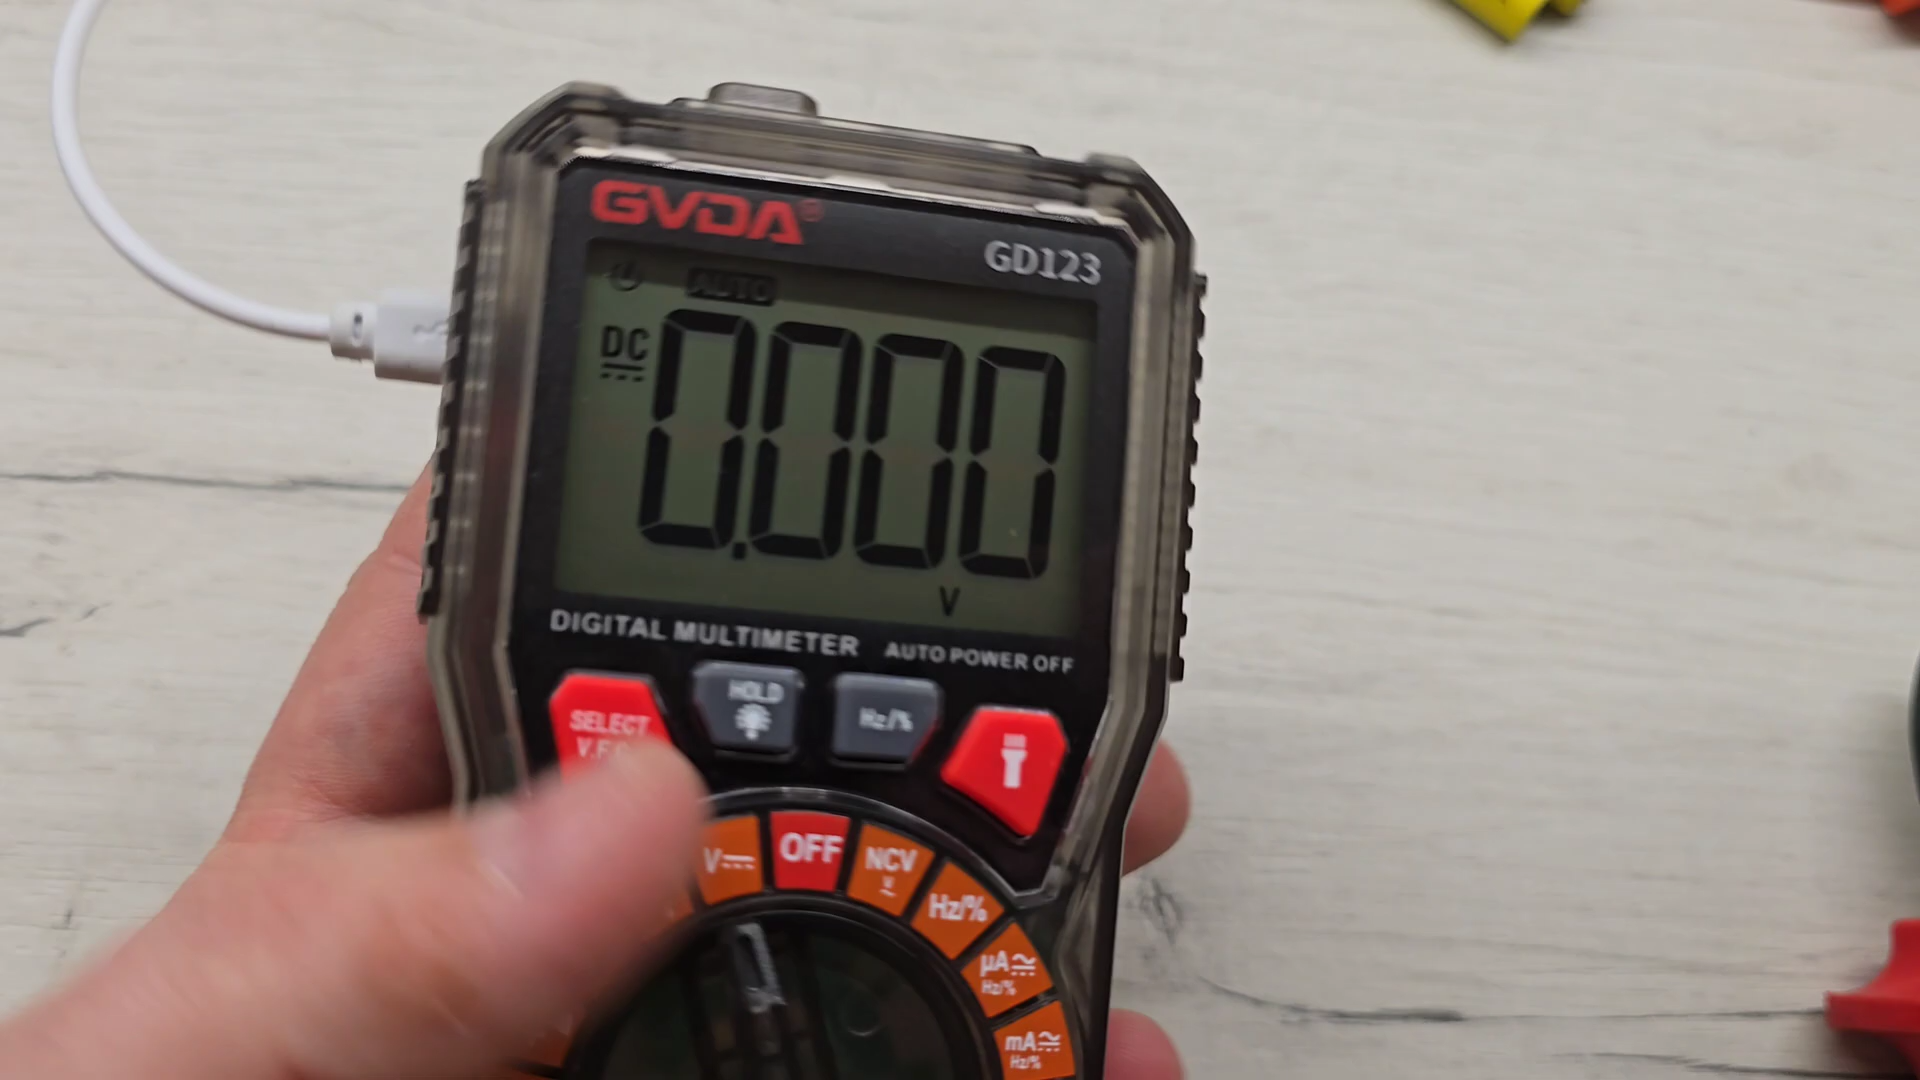 GVDA®
GD123
AUTO
DC
0.000
V
DIGITAL MULTIMETER
AUTO POWER OFF
SELECT
HOLD
Hz/%
V
OFF
NCV
V
Hz/%
µA
Hz/%
mA
Hz/%